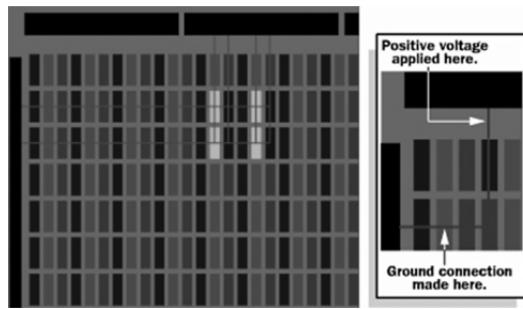 Positive voltage
applied here.
Ground connection
made here.